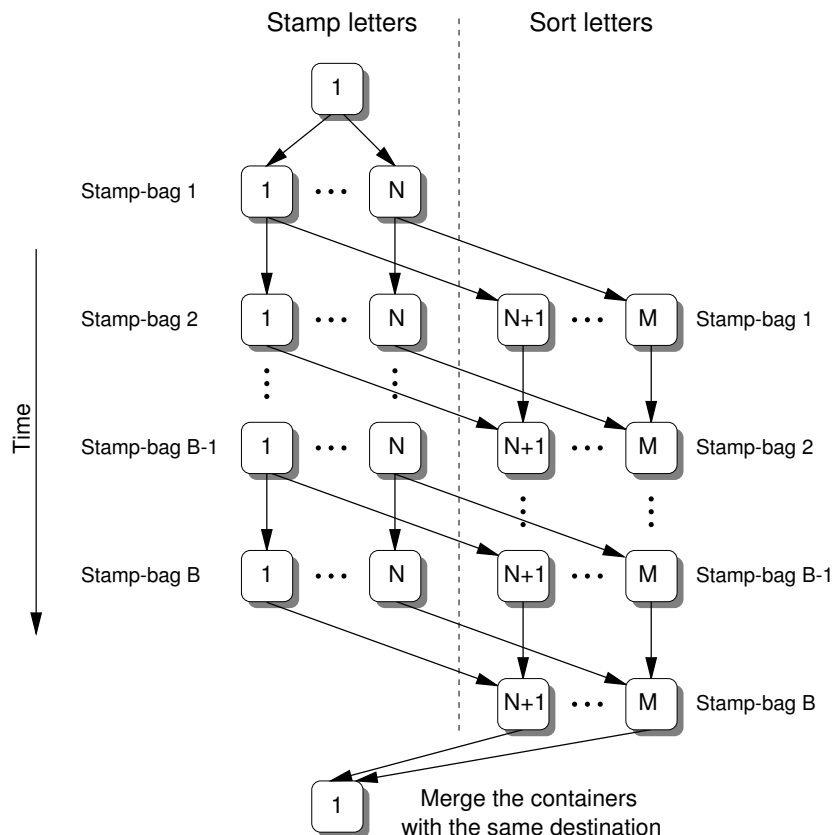 Stamp letters Sort letters
1
Stamp-bag 1 1 ··· N
Stamp-bag 2 1 ··· N N+1 ··· M Stamp-bag 1
Stamp-bag B-1 1 ··· N N+1 ··· M Stamp-bag 2
Time
Stamp-bag B 1 ··· N N+1 ··· M Stamp-bag B-1
N+1 ··· M Stamp-bag B
1 Merge the containers
with the same destination